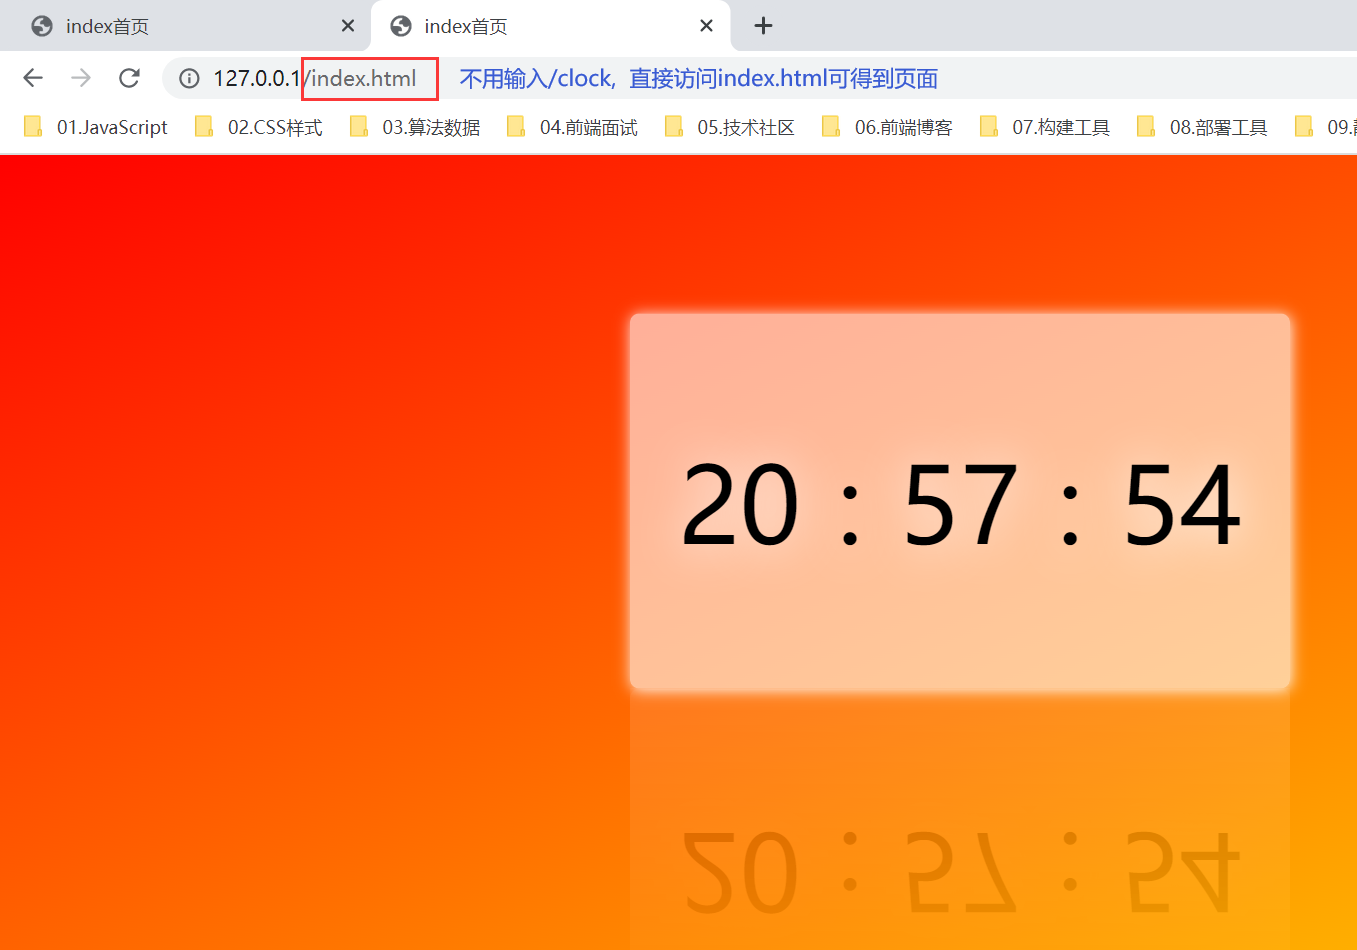 index首页 index首页
127.0.0.1/index.html 不用输入/clock, 直接访问index.html可得到页面
01.JavaScript 02.CSS样式 03.算法数据 04.前端面试 05.技术社区 06.前端博客 07.构建工具 08.部署工具 09.
20 : 57 : 54
20 : 57 : 54